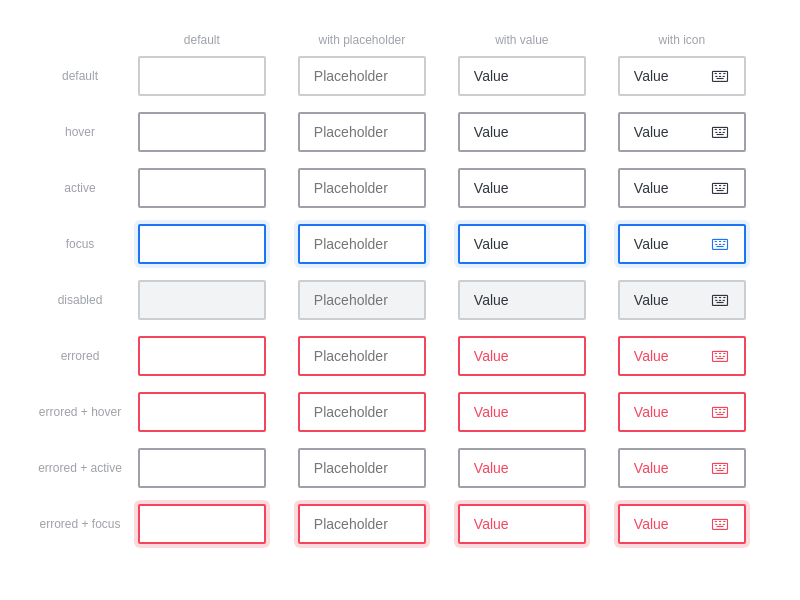 default with placeholder with value with icon
default Placeholder Value Value
hover Placeholder Value Value
active Placeholder Value Value
focus Placeholder Value Value
disabled Placeholder Value Value
errored Placeholder Value Value
errored + hover Placeholder Value Value
errored + active Placeholder Value Value
errored + focus Placeholder Value Value